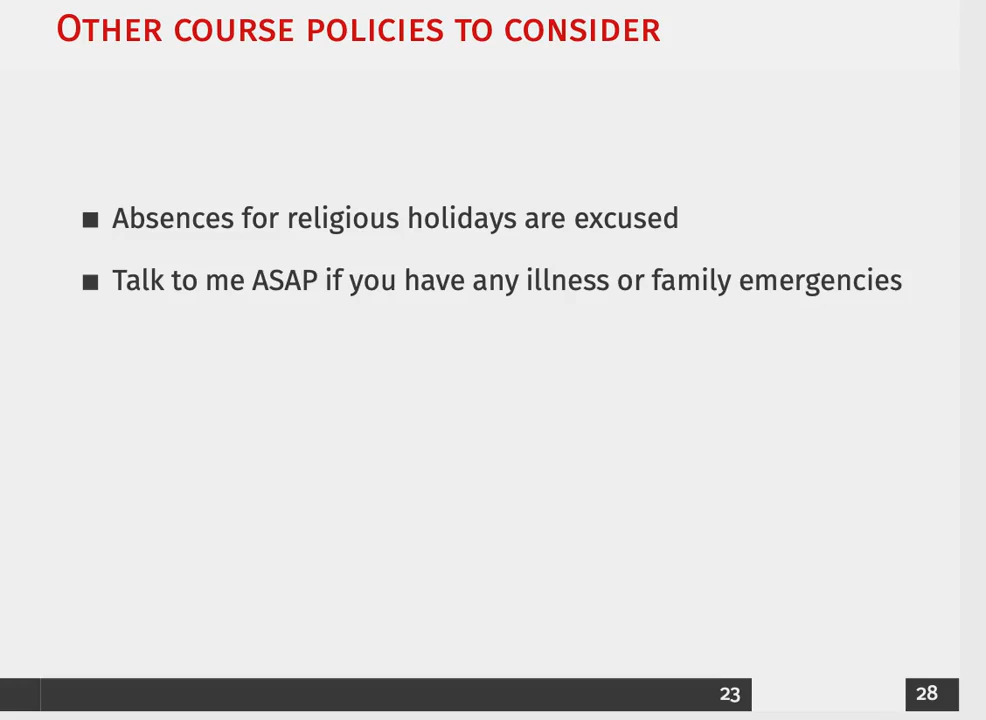 Other course policies to consider
■ Absences for religious holidays are excused
■ Talk to me ASAP if you have any illness or family emergencies
23 28